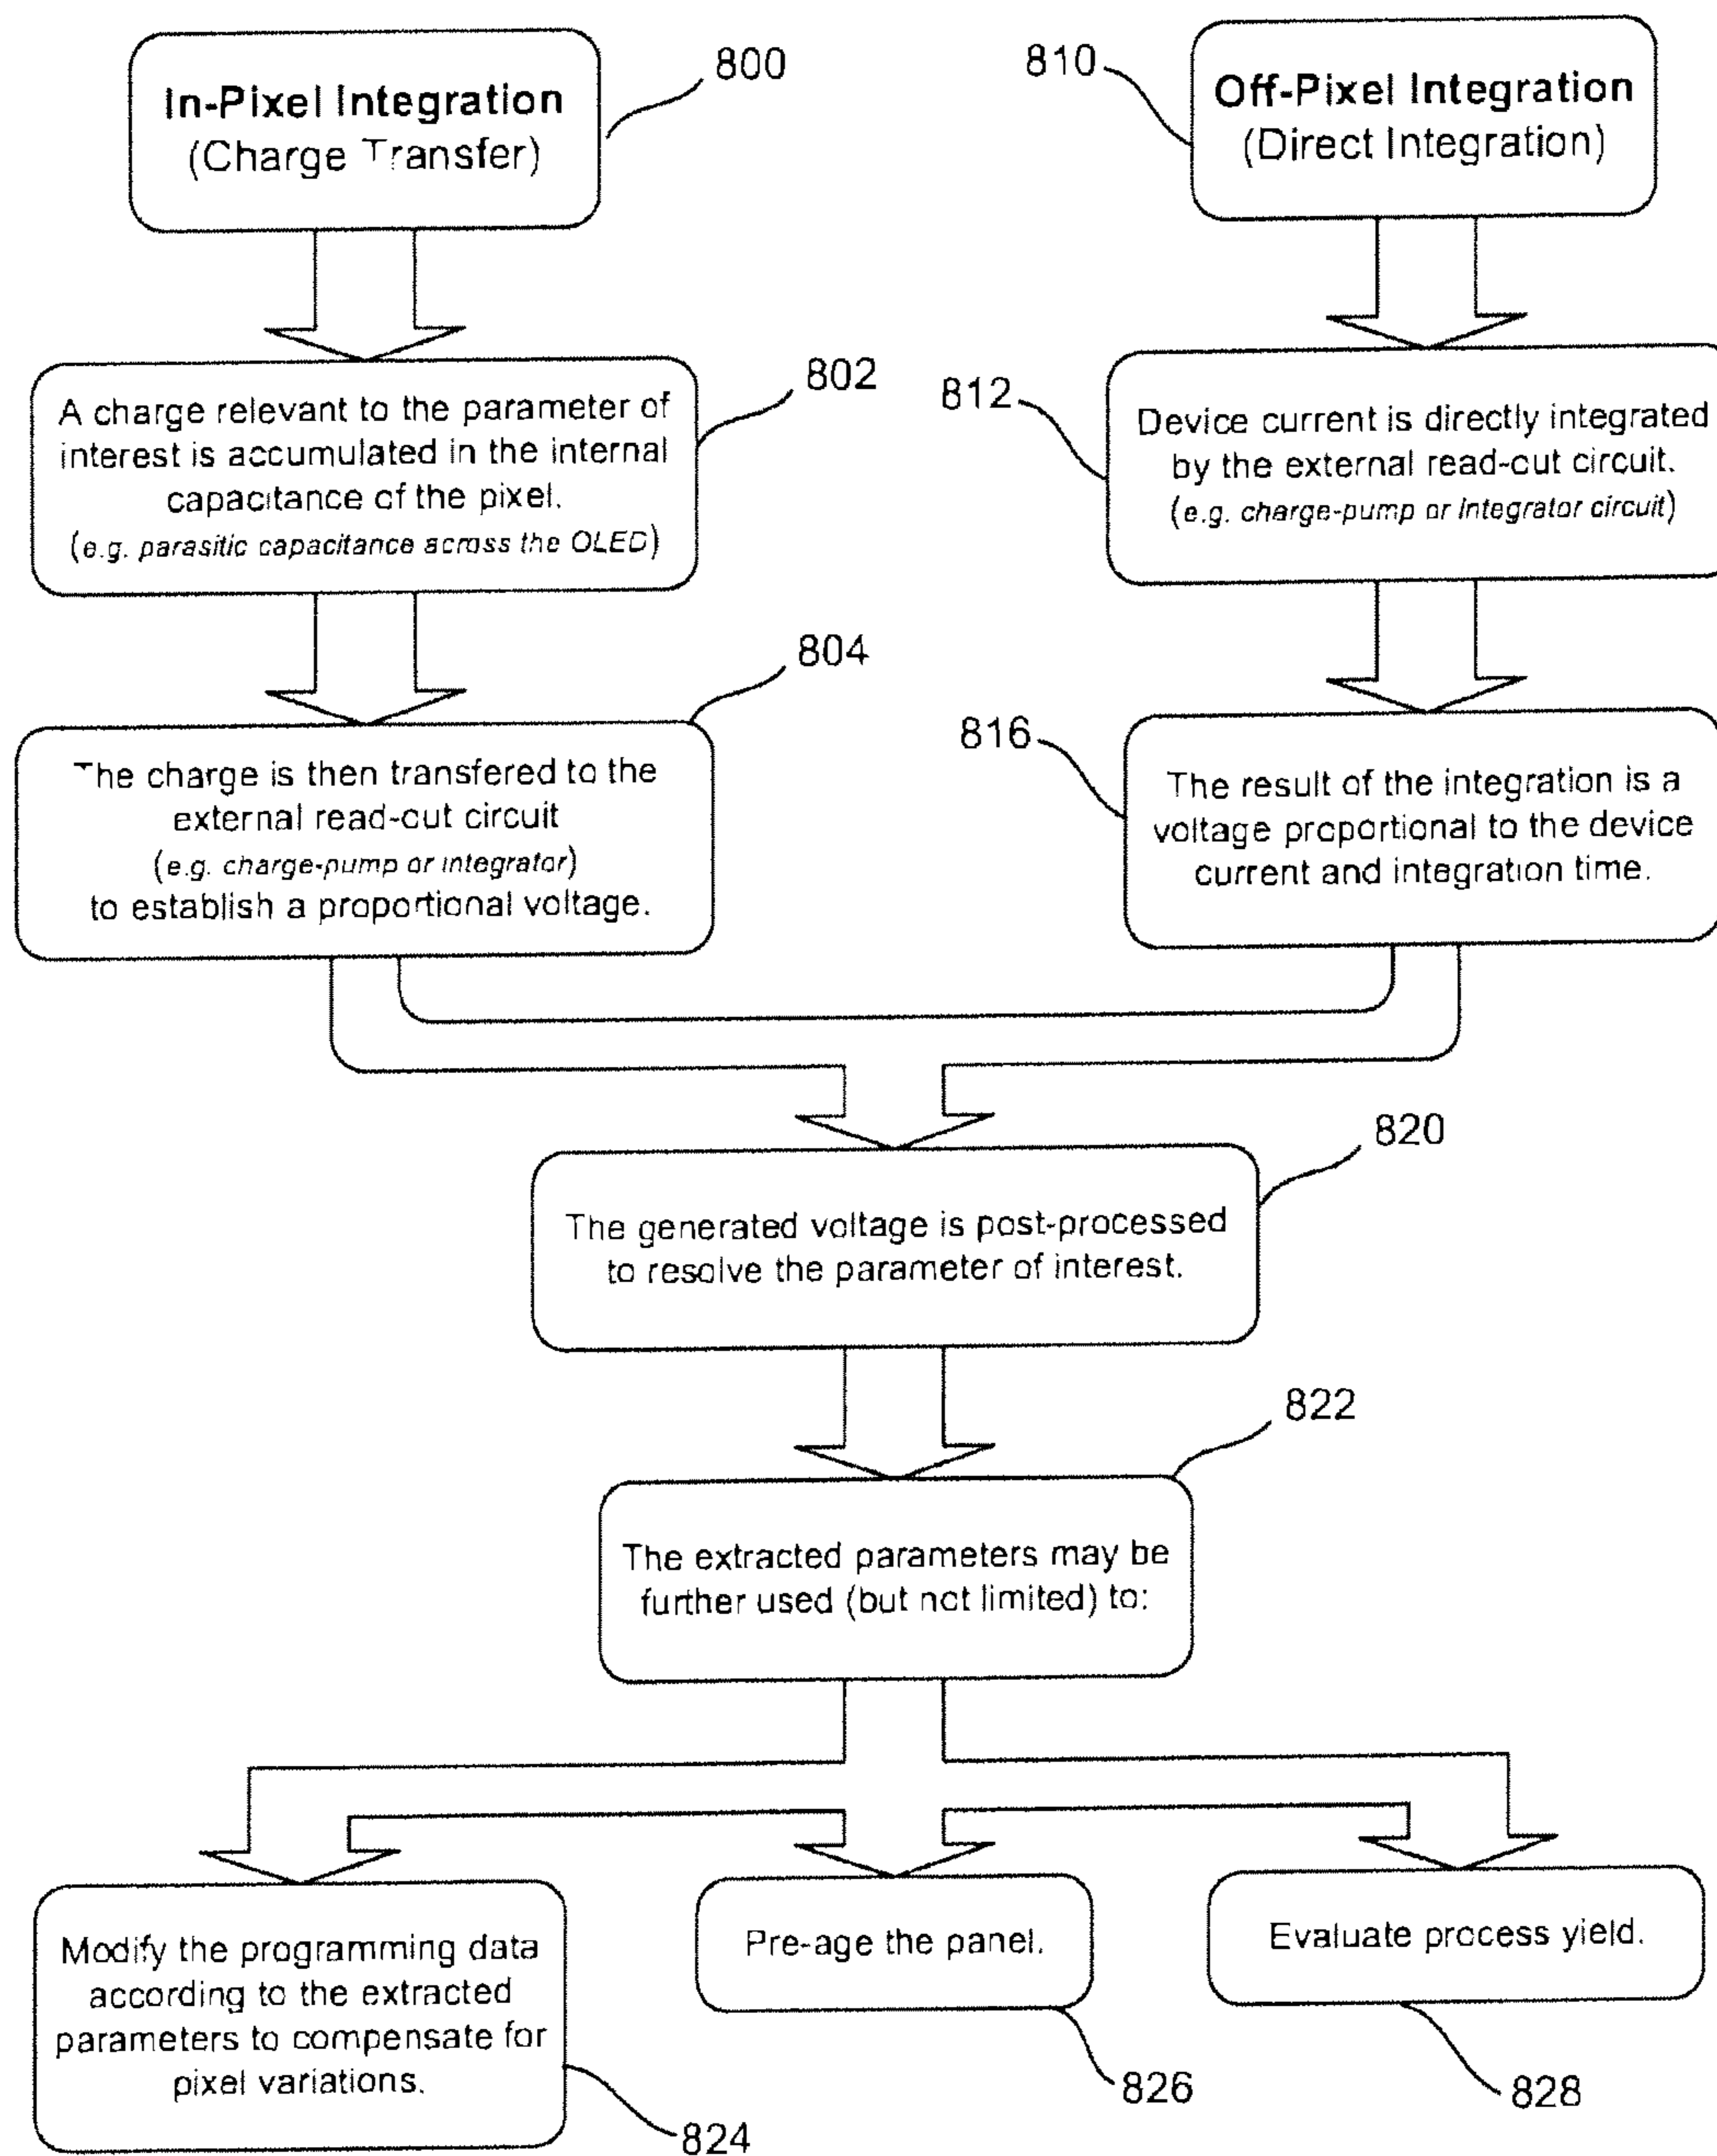 In-Pixel Integration
(Charge Transfer)
800
810
Off-Pixel Integration
(Direct Integration)
A charge relevant to the parameter of
interest is accumulated in the internal
capacitance of the pixel.
(e.g. parasitic capacitance across the OLED)
802
812
Device current is directly integrated
by the external read-out circuit.
(e.g. charge-pump or integrator circuit)
804
The charge is then transfered to the
external read-out circuit
(e.g. charge-pump or integrator)
to establish a proportional voltage.
816
The result of the integration is a
voltage proportional to the device
current and integration time.
820
The generated voltage is post-processed
to resolve the parameter of interest.
822
The extracted parameters may be
further used (but not limited) to:
Modify the programming data
according to the extracted
parameters to compensate for
pixel variations.
824
Pre-age the panel.
826
Evaluate process yield.
828